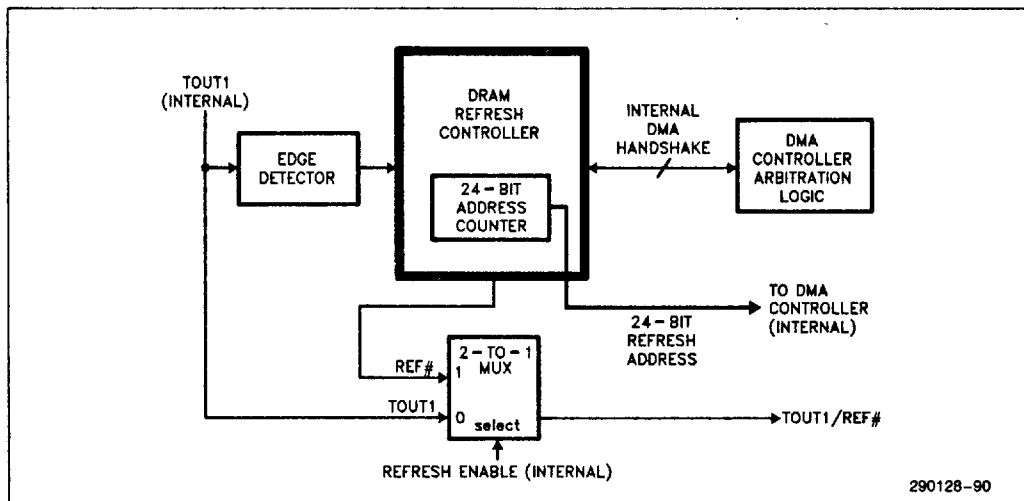 TOUT1
(INTERNAL)
EDGE
DETECTOR
DRAM
REFRESH
CONTROLLER
24-BIT
ADDRESS
COUNTER
INTERNAL
DMA
HANDSHAKE
DMA
CONTROLLER
ARBITRATION
LOGIC
TO DMA
CONTROLLER
(INTERNAL)
24-BIT
REFRESH
ADDRESS
2-TO-1
MUX
REF#
1
TOUT1
0
select
TOUT1/REF#
REFRESH ENABLE (INTERNAL)
290128-90